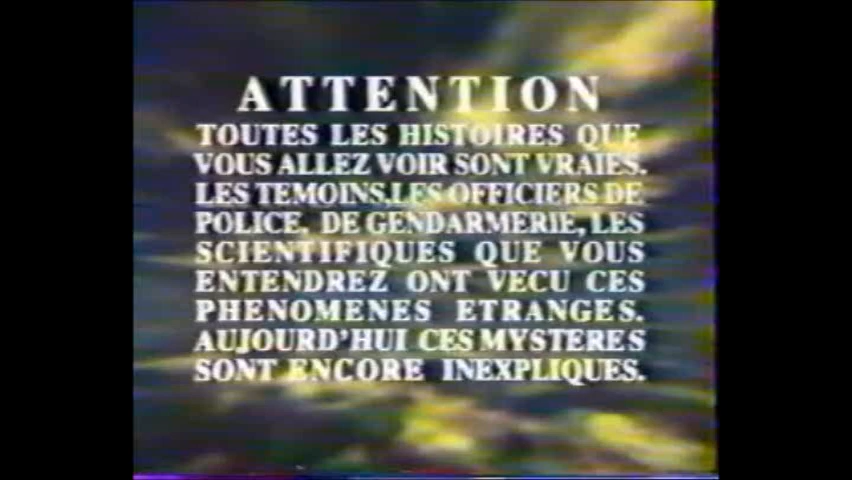 ATTENTION
TOUTES LES HISTOIRES QUE
VOUS ALLEZ VOIR SONT VRAIES.
LES TEMOINS,LES OFFICIERS DE
POLICE, DE GENDARMERIE, LES
SCIENTIFIQUES QUE VOUS
ENTENDREZ ONT VECU CES
PHENOMENES ETRANGES.
AUJOURD'HUI CES MYSTERES
SONT ENCORE INEXPLIQUES.